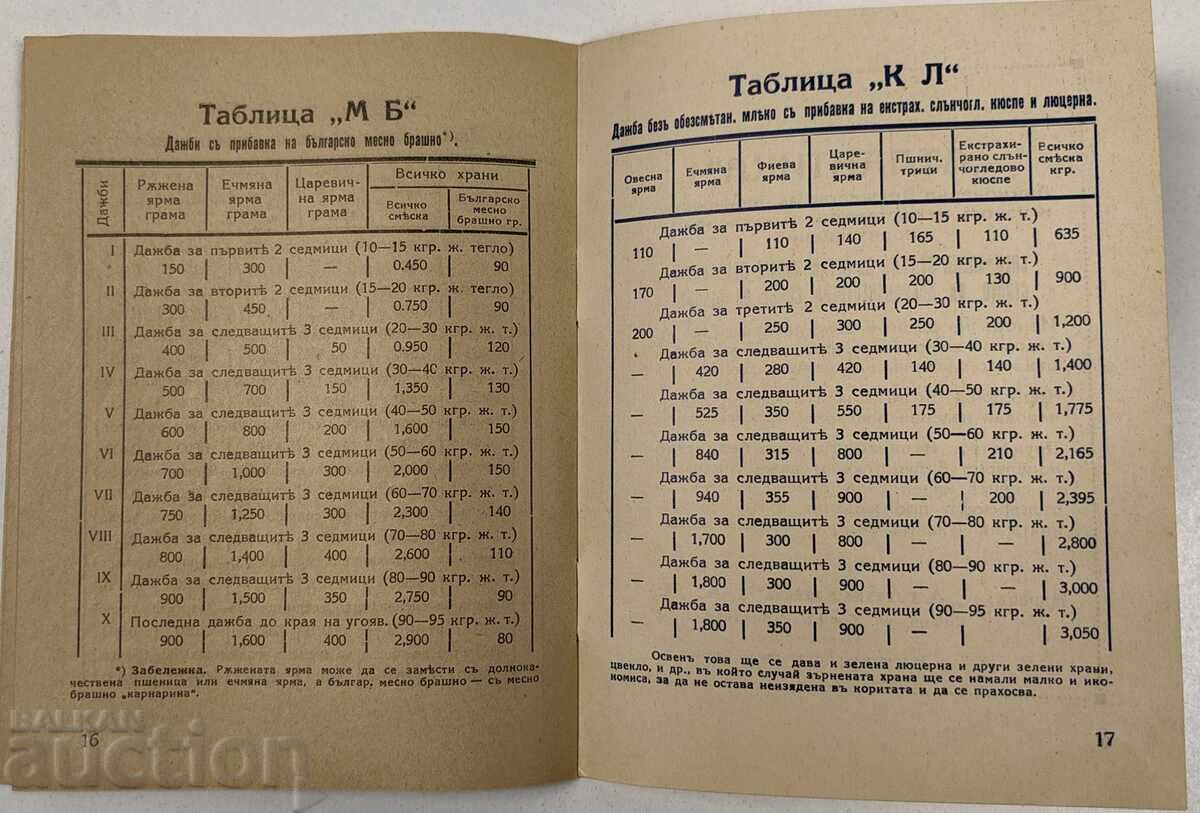 Таблица „М Б“
Дажби съ прибавка на българско месно брашно*).
Дажби
Рѫжена ярма грама
Ечмяна ярма грама
Царевич-на ярма грама
Всичко храни
Всичко смѣска
Българско месно брашно гр.
I Дажба за първитѣ 2 седмици (10—15 кгр. ж. тегло)
150 300 — 0.450 90
II Дажба за вторитѣ 2 седмици (15—20 кгр. ж. тегло)
300 450 — 0.750 90
III Дажба за следващитѣ 3 седмици (20—30 кгр. ж. т.)
400 500 50 0.950 120
IV Дажба за следващитѣ 3 седмици (30—40 кгр. ж. т.)
500 700 150 1,350 130
V Дажба за следващитѣ 3 седмици (40—50 кгр. ж. т.)
600 800 200 1,600 150
VI Дажба за следващитѣ 3 седмици (50—60 кгр. ж. т.)
700 1,000 300 2,000 150
VII Дажба за следващитѣ 3 седмици (60—70 кгр. ж. т.)
750 1,250 300 2,300 140
VIII Дажба за следващитѣ 3 седмици (70—80 кгр. ж. т.)
800 1,400 400 2,600 110
IX Дажба за следващитѣ 3 седмици (80—90 кгр. ж. т.)
900 1,500 350 2,750 90
X Последна дажба до края на угояв. (90—95 кгр. ж. т.)
900 1,600 400 2,900 80
*) Забележка. Рѫжената ярма може да се замѣсти съ долнока-
чествена пшеница или ечмяна ярма, а българ. месно брашно — съ месно
брашно „карнарина“.
16
БАЛКАН
auction
Таблица „К Л“
Дажба безъ обезсмѣтан. млѣко съ прибавка на екстрах. слънчогл. кюспе и люцерна.
Овесна ярма
Ечмяна ярма
Фиева ярма
Царе-вична ярма
Пшнич. трици
Екстрахи-рано слън-чогледово кюспе
Всичко смѣска кгр.
Дажба за първитѣ 2 седмици (10—15 кгр. ж. т.)
110 — 110 140 165 110 635
Дажба за вторитѣ 2 седмици (15—20 кгр. ж. т.)
170 — 200 200 200 130 900
Дажба за третитѣ 2 седмици (20—30 кгр. ж. т.)
200 — 250 300 250 200 1,200
Дажба за следващитѣ 3 седмици (30—40 кгр. ж. т.)
— 420 280 420 140 140 1,400
Дажба за следващитѣ 3 седмици (40—50 кгр. ж. т.)
— 525 350 550 175 175 1,775
Дажба за следващитѣ 3 седмици (50—60 кгр. ж. т.)
— 840 315 800 — 210 2,165
Дажба за следващитѣ 3 седмици (60—70 кгр. ж. т.)
— 940 355 900 — 200 2,395
Дажба за следващитѣ 3 седмици (70—80 кгр. ж. т.)
— 1,700 300 800 — — 2,800
Дажба за следващитѣ 3 седмици (80—90 кгр. ж. т.)
— 1,800 300 900 — — 3,000
Дажба за следващитѣ 3 седмици (90—95 кгр. ж. т.)
— 1,800 350 900 — 3,050
Освенъ това ще се дава и зелена люцерна и други зелени храни,
цвекло, и др., въ който случай зърнената храна ще се намали малко и ико-
номиса, за да не остава неизядена въ коритата и да се прахосва.
17